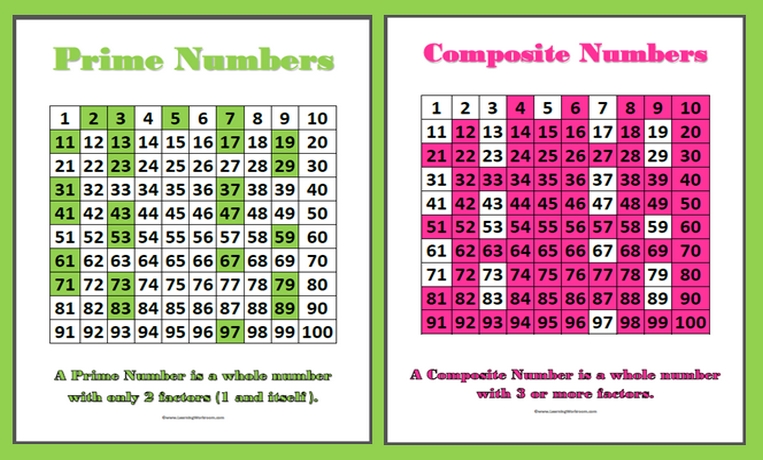 Prime Numbers
1 2 3 4 5 6 7 8 9 10
11 12 13 14 15 16 17 18 19 20
21 22 23 24 25 26 27 28 29 30
31 32 33 34 35 36 37 38 39 40
41 42 43 44 45 46 47 48 49 50
51 52 53 54 55 56 57 58 59 60
61 62 63 64 65 66 67 68 69 70
71 72 73 74 75 76 77 78 79 80
81 82 83 84 85 86 87 88 89 90
91 92 93 94 95 96 97 98 99 100
A Prime Number is a whole number
with only 2 factors (1 and itself).
©www.LearningWorkroom.com
Composite Numbers
1 2 3 4 5 6 7 8 9 10
11 12 13 14 15 16 17 18 19 20
21 22 23 24 25 26 27 28 29 30
31 32 33 34 35 36 37 38 39 40
41 42 43 44 45 46 47 48 49 50
51 52 53 54 55 56 57 58 59 60
61 62 63 64 65 66 67 68 69 70
71 72 73 74 75 76 77 78 79 80
81 82 83 84 85 86 87 88 89 90
91 92 93 94 95 96 97 98 99 100
A Composite Number is a whole number
with 3 or more factors.
©www.LearningWorkroom.com